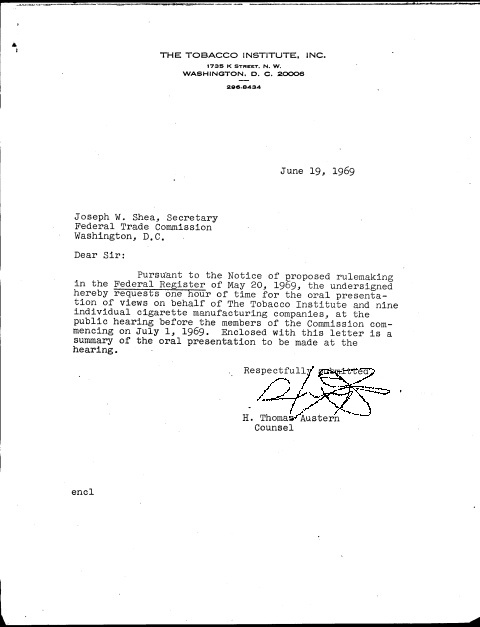 THE TOBACCO INSTITUTE, INC.
1735 K STREET, N. W.
WASHINGTON, D. C. 20006
296-8434
June 19, 1969
Joseph W. Shea, Secretary
Federal Trade Commission
Washington, D.C.
Dear Sir:
Pursuant to the Notice of proposed rulemaking
in the Federal Register of May 20, 1969, the undersigned
hereby requests one hour of time for the oral presenta-
tion of views on behalf of The Tobacco Institute and nine
individual cigarette manufacturing companies, at the
public hearing before the members of the Commission com-
mencing on July 1, 1969. Enclosed with this letter is a
summary of the oral presentation to be made at the
hearing.
Respectfully submitted,
H. Thomas Austern
Counsel
encl